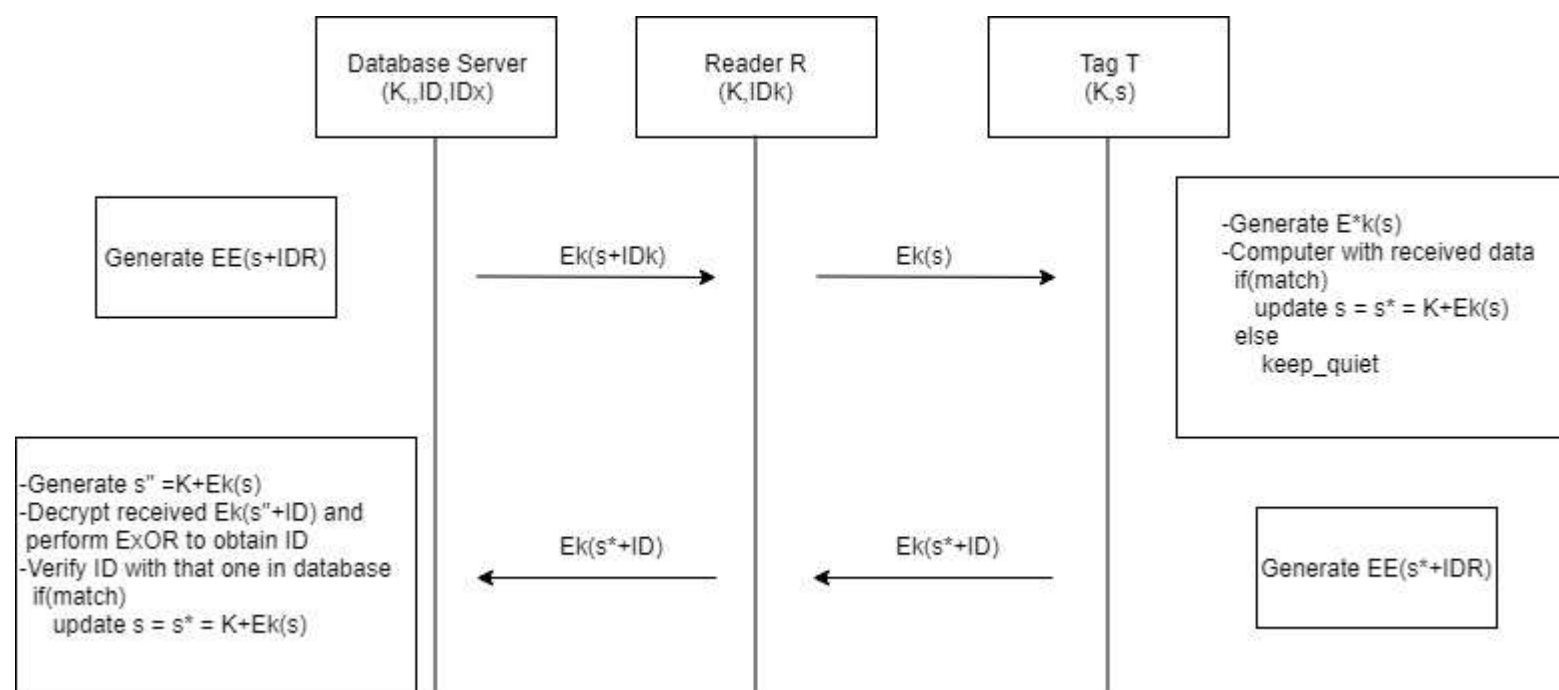 Database Server
(K,,ID,IDx)
Reader R
(K,IDk)
Tag T
(K,s)
Generate EE(s+IDR)
Ek(s+IDk)
Ek(s)
-Generate E*k(s)
-Computer with received data
if(match)
update s = s* = K+Ek(s)
else
keep_quiet
-Generate s" =K+Ek(s)
-Decrypt received Ek(s"+ID) and
perform ExOR to obtain ID
-Verify ID with that one in database
if(match)
update s = s* = K+Ek(s)
Ek(s*+ID)
Ek(s*+ID)
Generate EE(s*+IDR)